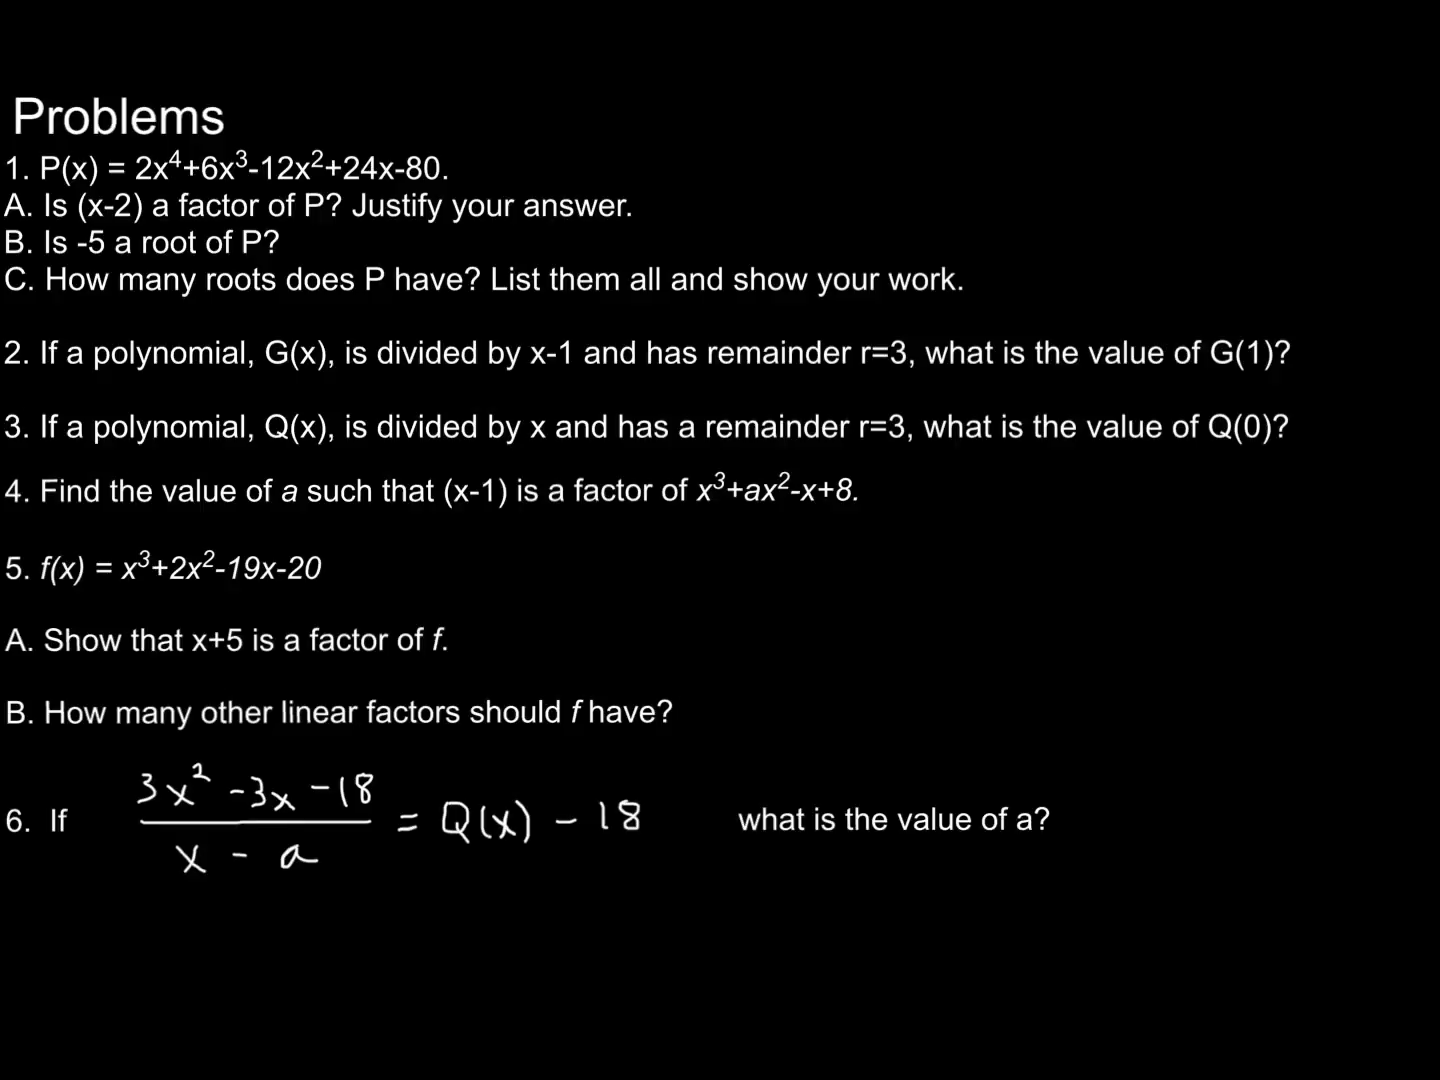 Problems
1. P(x) = 2x⁴+6x³-12x²+24x-80.
A. Is (x-2) a factor of P? Justify your answer.
B. Is -5 a root of P?
C. How many roots does P have? List them all and show your work.
2. If a polynomial, G(x), is divided by x-1 and has remainder r=3, what is the value of G(1)?
3. If a polynomial, Q(x), is divided by x and has a remainder r=3, what is the value of Q(0)?
4. Find the value of a such that (x-1) is a factor of x³+ax²-x+8.
5. f(x) = x³+2x²-19x-20
A. Show that x+5 is a factor of f.
B. How many other linear factors should f have?
3x² -3x -18
6. If = Q(x) - 18 what is the value of a?
x - a